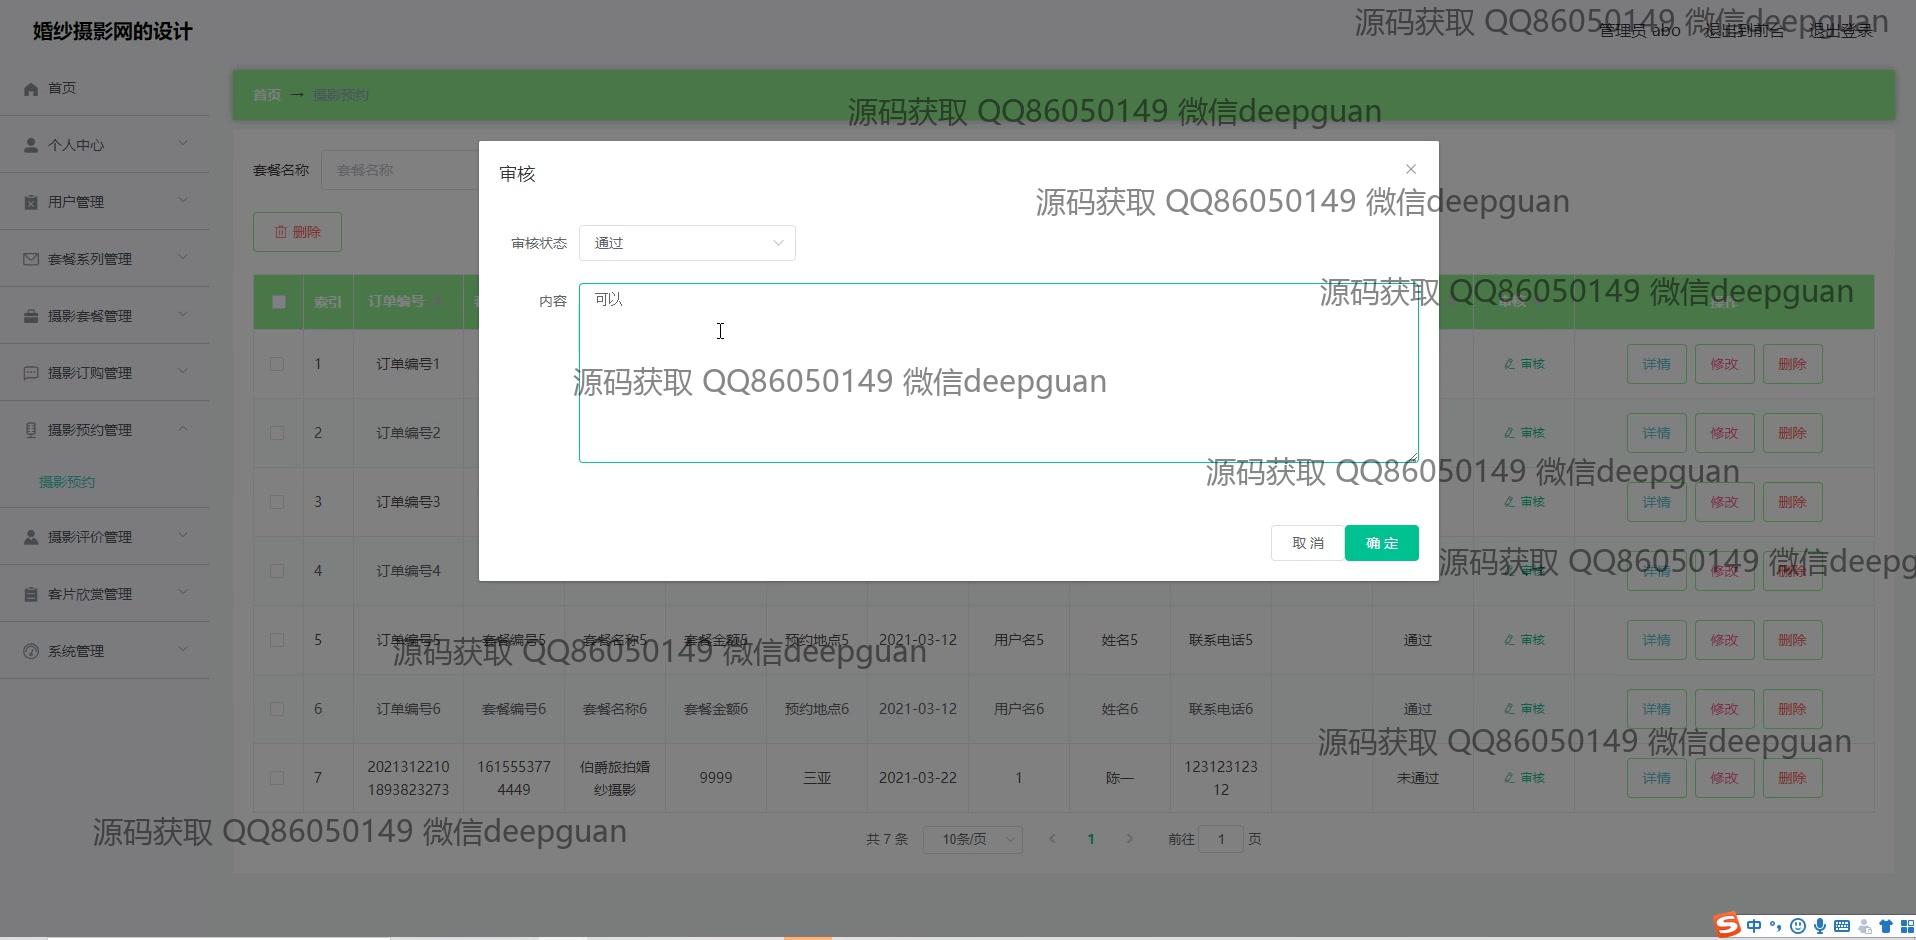 婚纱摄影网的设计
源码获取 QQ86050149 微信deepguan
管理员 abo 退出到前台 退出登录
首页
个人中心
用户管理
套餐系列管理
摄影套餐管理
摄影订购管理
摄影预约管理
摄影预约
摄影评价管理
客片欣赏管理
系统管理
首页 → 摄影预约
源码获取 QQ86050149 微信deepguan
套餐名称 套餐名称
删除
审核
源码获取 QQ86050149 微信deepguan
审核状态 通过
内容 可以
源码获取 QQ86050149 微信deepguan
源码获取 QQ86050149 微信deepguan
源码获取 QQ86050149 微信deepguan
取消 确定
索引 订单编号 审核 操作
1 订单编号1 审核 详情 修改 删除
2 订单编号2 审核 详情 修改 删除
3 订单编号3 审核 详情 修改 删除
源码获取 QQ86050149 微信deepg
4 订单编号4 审核 详情 修改 删除
5 订单编号5 套餐编号5 套餐名称5 套餐金额5 预约地点5 2021-03-12 用户名5 姓名5 联系电话5 通过 审核 详情 修改 删除
源码获取 QQ86050149 微信deepguan
6 订单编号6 套餐编号6 套餐名称6 套餐金额6 预约地点6 2021-03-12 用户名6 姓名6 联系电话6 通过 审核 详情 修改 删除
源码获取 QQ86050149 微信deepguan
7 2021312210 1893823273 161555377 4449 伯爵旅拍婚 纱摄影 9999 三亚 2021-03-22 1 陈一 123123123 12 未通过 审核 详情 修改 删除
源码获取 QQ86050149 微信deepguan
共 7 条 10条/页 1 前往 1 页
中